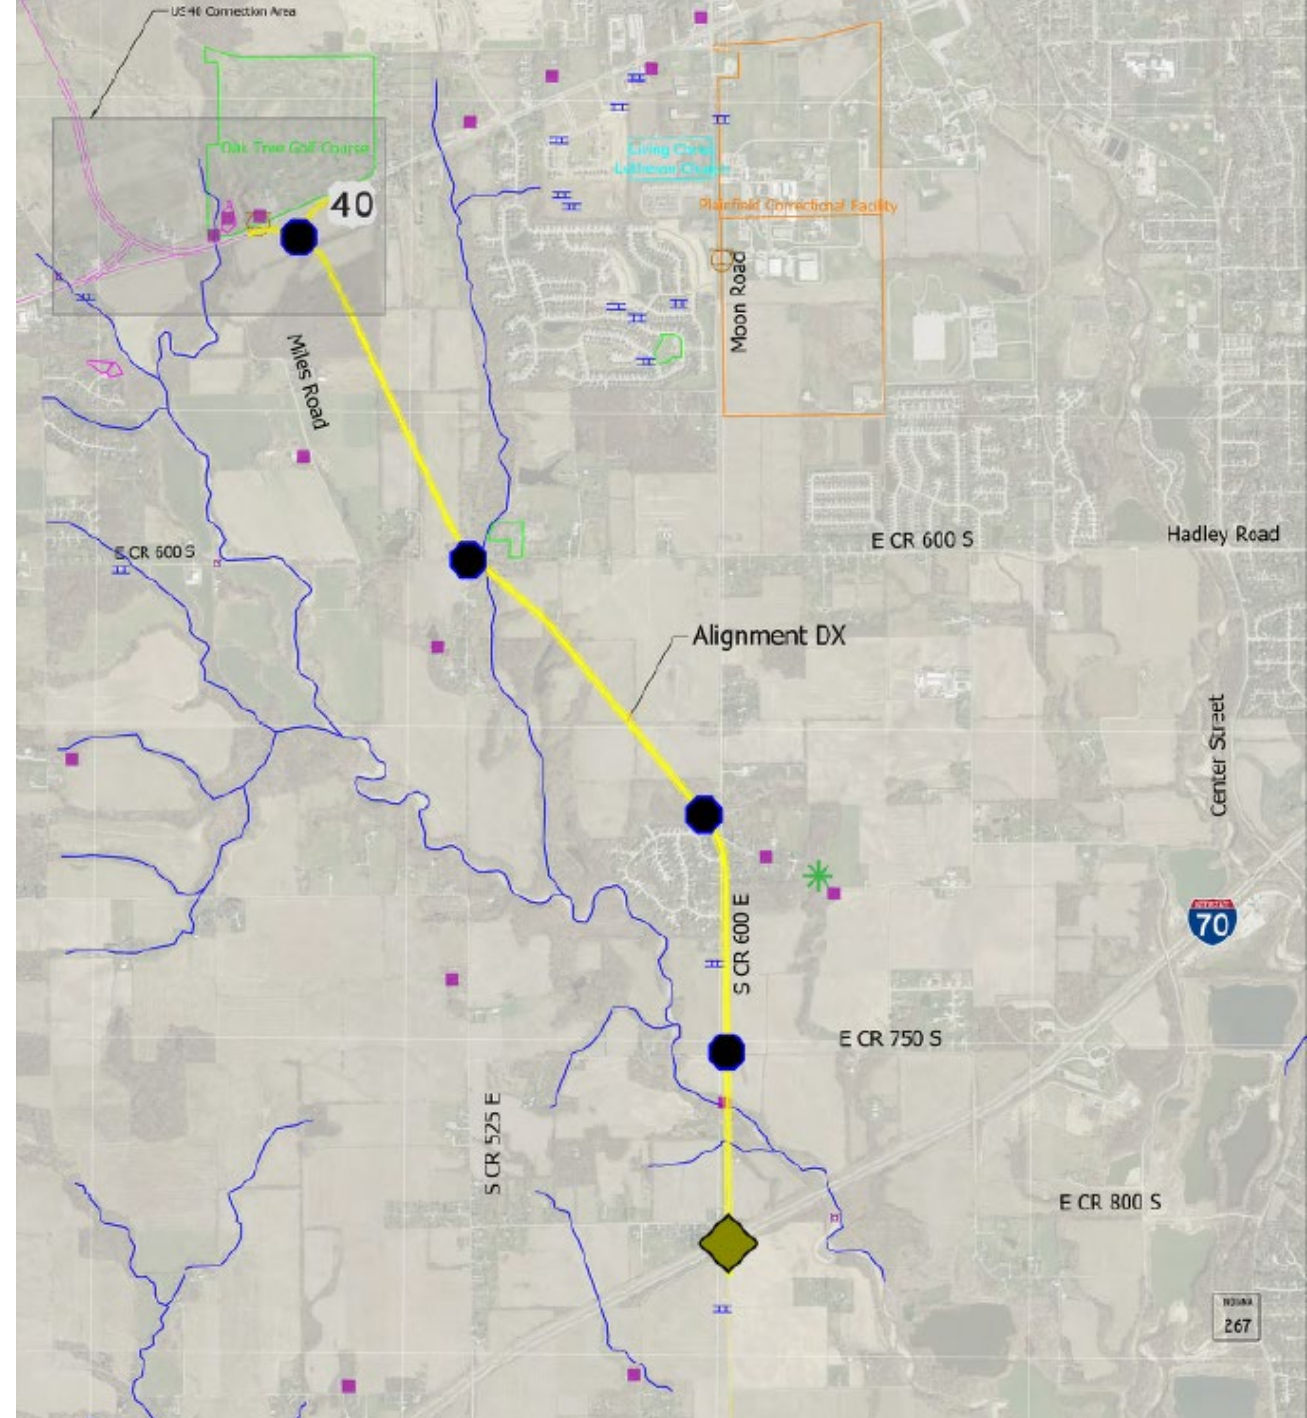 US 40 Connection Area
Oak Tree Golf Course
40
Living Christ
Lutheran Church
Plainfield Correctional Facility
Moon Road
Miles Road
E CR 600 S
E CR 600 S
Hadley Road
Alignment DX
Center Street
S CR 600 E
INTERSTATE
70
E CR 750 S
S CR 525 E
E CR 800 S
INDIANA
267